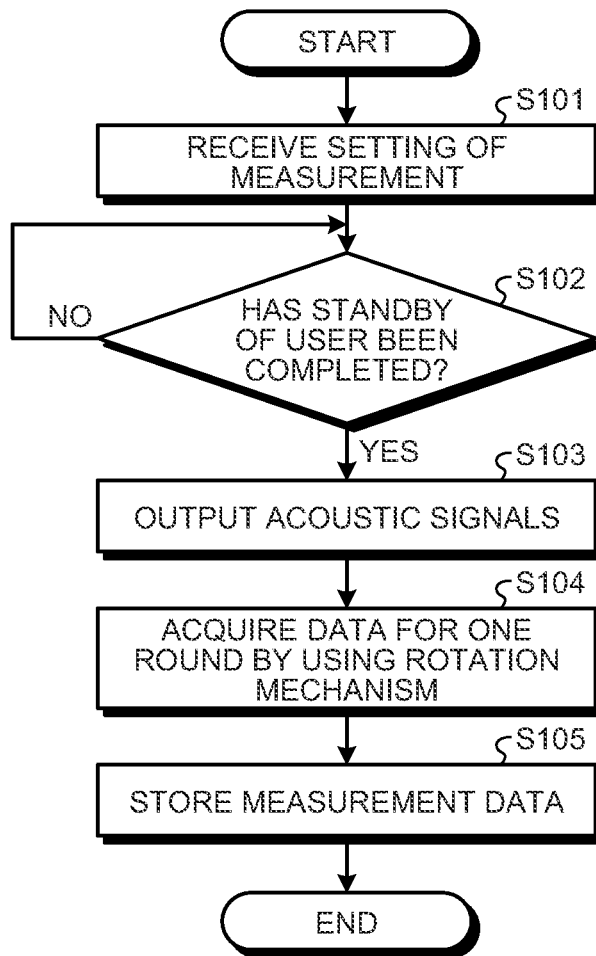 START
S101
RECEIVE SETTING OF
MEASUREMENT
S102
HAS STANDBY
OF USER BEEN
COMPLETED?
NO
YES
S103
OUTPUT ACOUSTIC SIGNALS
S104
ACQUIRE DATA FOR ONE
ROUND BY USING ROTATION
MECHANISM
S105
STORE MEASUREMENT DATA
END